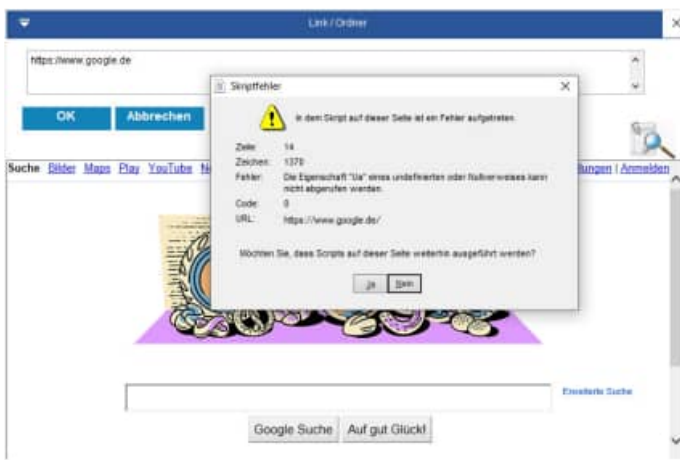 Link / Ordner
https://www.google.de
OK Abbrechen
Skriptfehler
In dem Skript auf dieser Seite ist ein Fehler aufgetreten.
Zeile: 14
Zeichen: 1370
Fehler: Die Eigenschaft "Ua" eines undefinierten oder Nullverweises kann
nicht abgerufen werden.
Code: 0
URL: https://www.google.de/
Möchten Sie, dass Scripts auf dieser Seite weiterhin ausgeführt werden?
Ja Nein
Suche Bilder Maps Play YouTube | Anmelden
Erweiterte Suche
Google Suche Auf gut Glück!